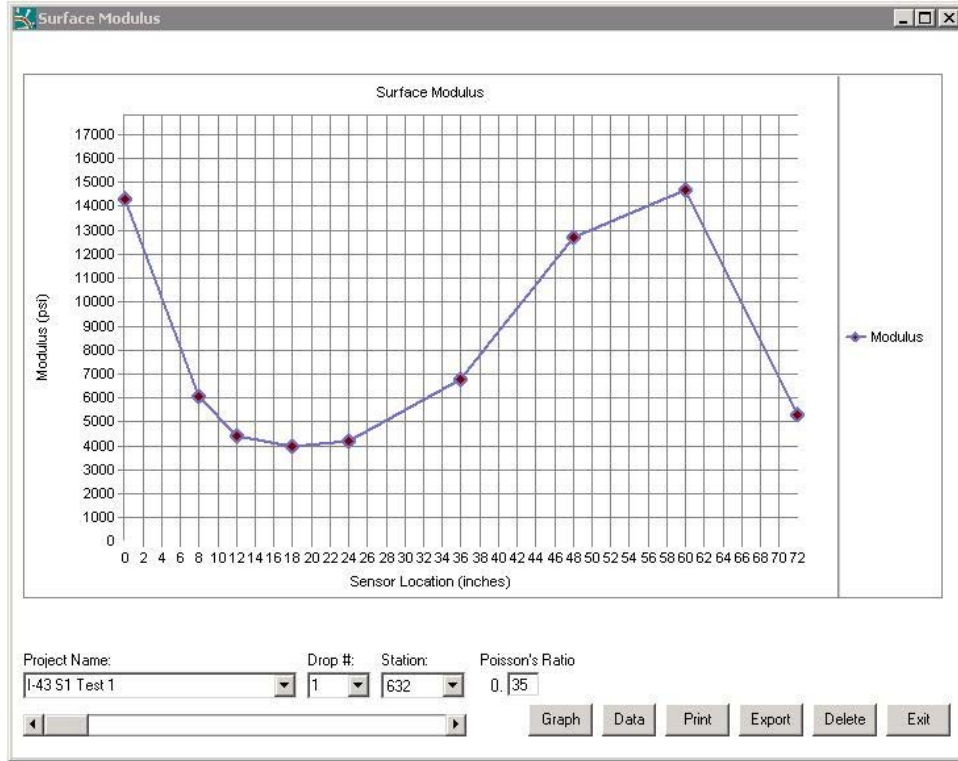 Surface Modulus
Surface Modulus
17000
16000
15000
14000
13000
12000
11000
10000
9000
8000
7000
6000
5000
4000
3000
2000
1000
0
Modulus (psi)
Modulus
0 2 4 6 8 10 12 14 16 18 20 22 24 26 28 30 32 34 36 38 40 42 44 46 48 50 52 54 56 58 60 62 64 66 68 70 72
Sensor Location (inches)
Project Name: Drop #: Station: Poisson's Ratio
I-43 S1 Test 1 1 632 0. 35
Graph Data Print Export Delete Exit